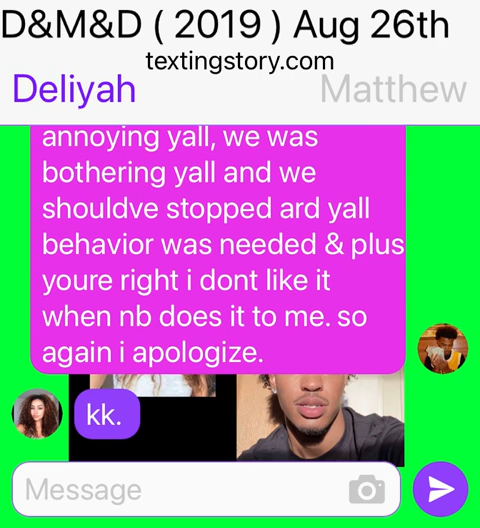 D&M&D ( 2019 ) Aug 26th
textingstory.com
Deliyah
Matthew
annoying yall, we was
bothering yall and we
shouldve stopped ard yall
behavior was needed & plus
youre right i dont like it
when nb does it to me. so
again i apologize.
kk.
Message